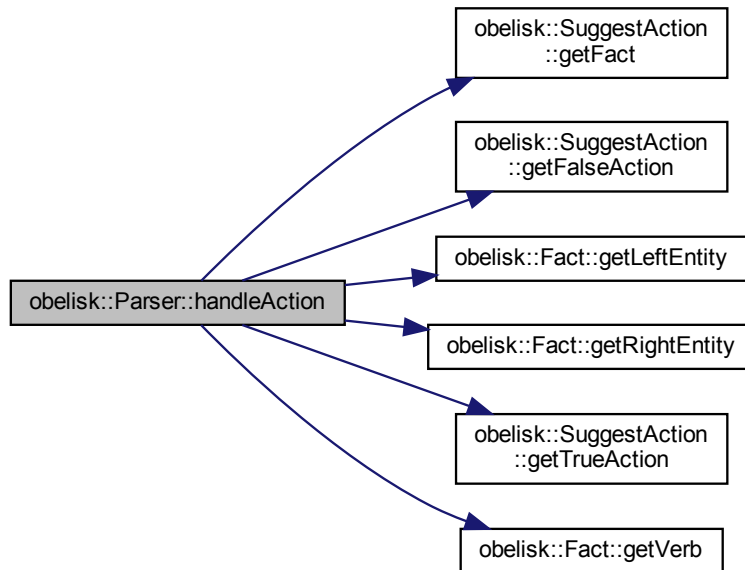 obelisk::SuggestAction
::getFact
obelisk::SuggestAction
::getFalseAction
obelisk::Fact::getLeftEntity
obelisk::Parser::handleAction
obelisk::Fact::getRightEntity
obelisk::SuggestAction
::getTrueAction
obelisk::Fact::getVerb